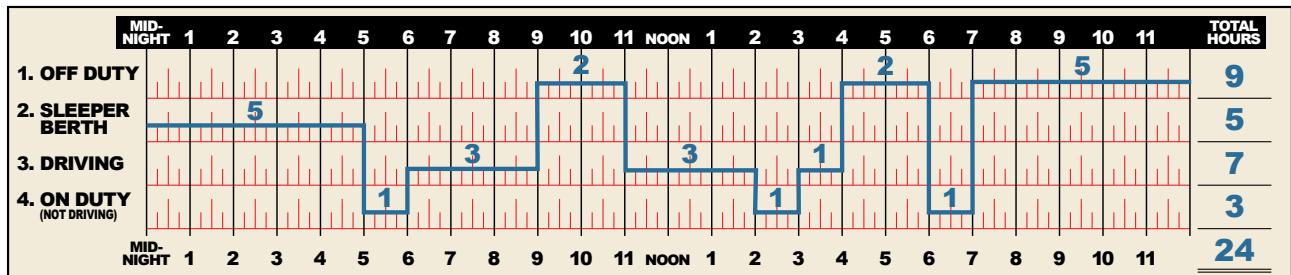 MID-NIGHT 1 2 3 4 5 6 7 8 9 10 11 NOON 1 2 3 4 5 6 7 8 9 10 11 TOTAL HOURS
1. OFF DUTY 2 2 5 9
2. SLEEPER BERTH 5 5
3. DRIVING 3 3 1 7
4. ON DUTY 1 1 1 3
(NOT DRIVING)
MID-NIGHT 1 2 3 4 5 6 7 8 9 10 11 NOON 1 2 3 4 5 6 7 8 9 10 11 24